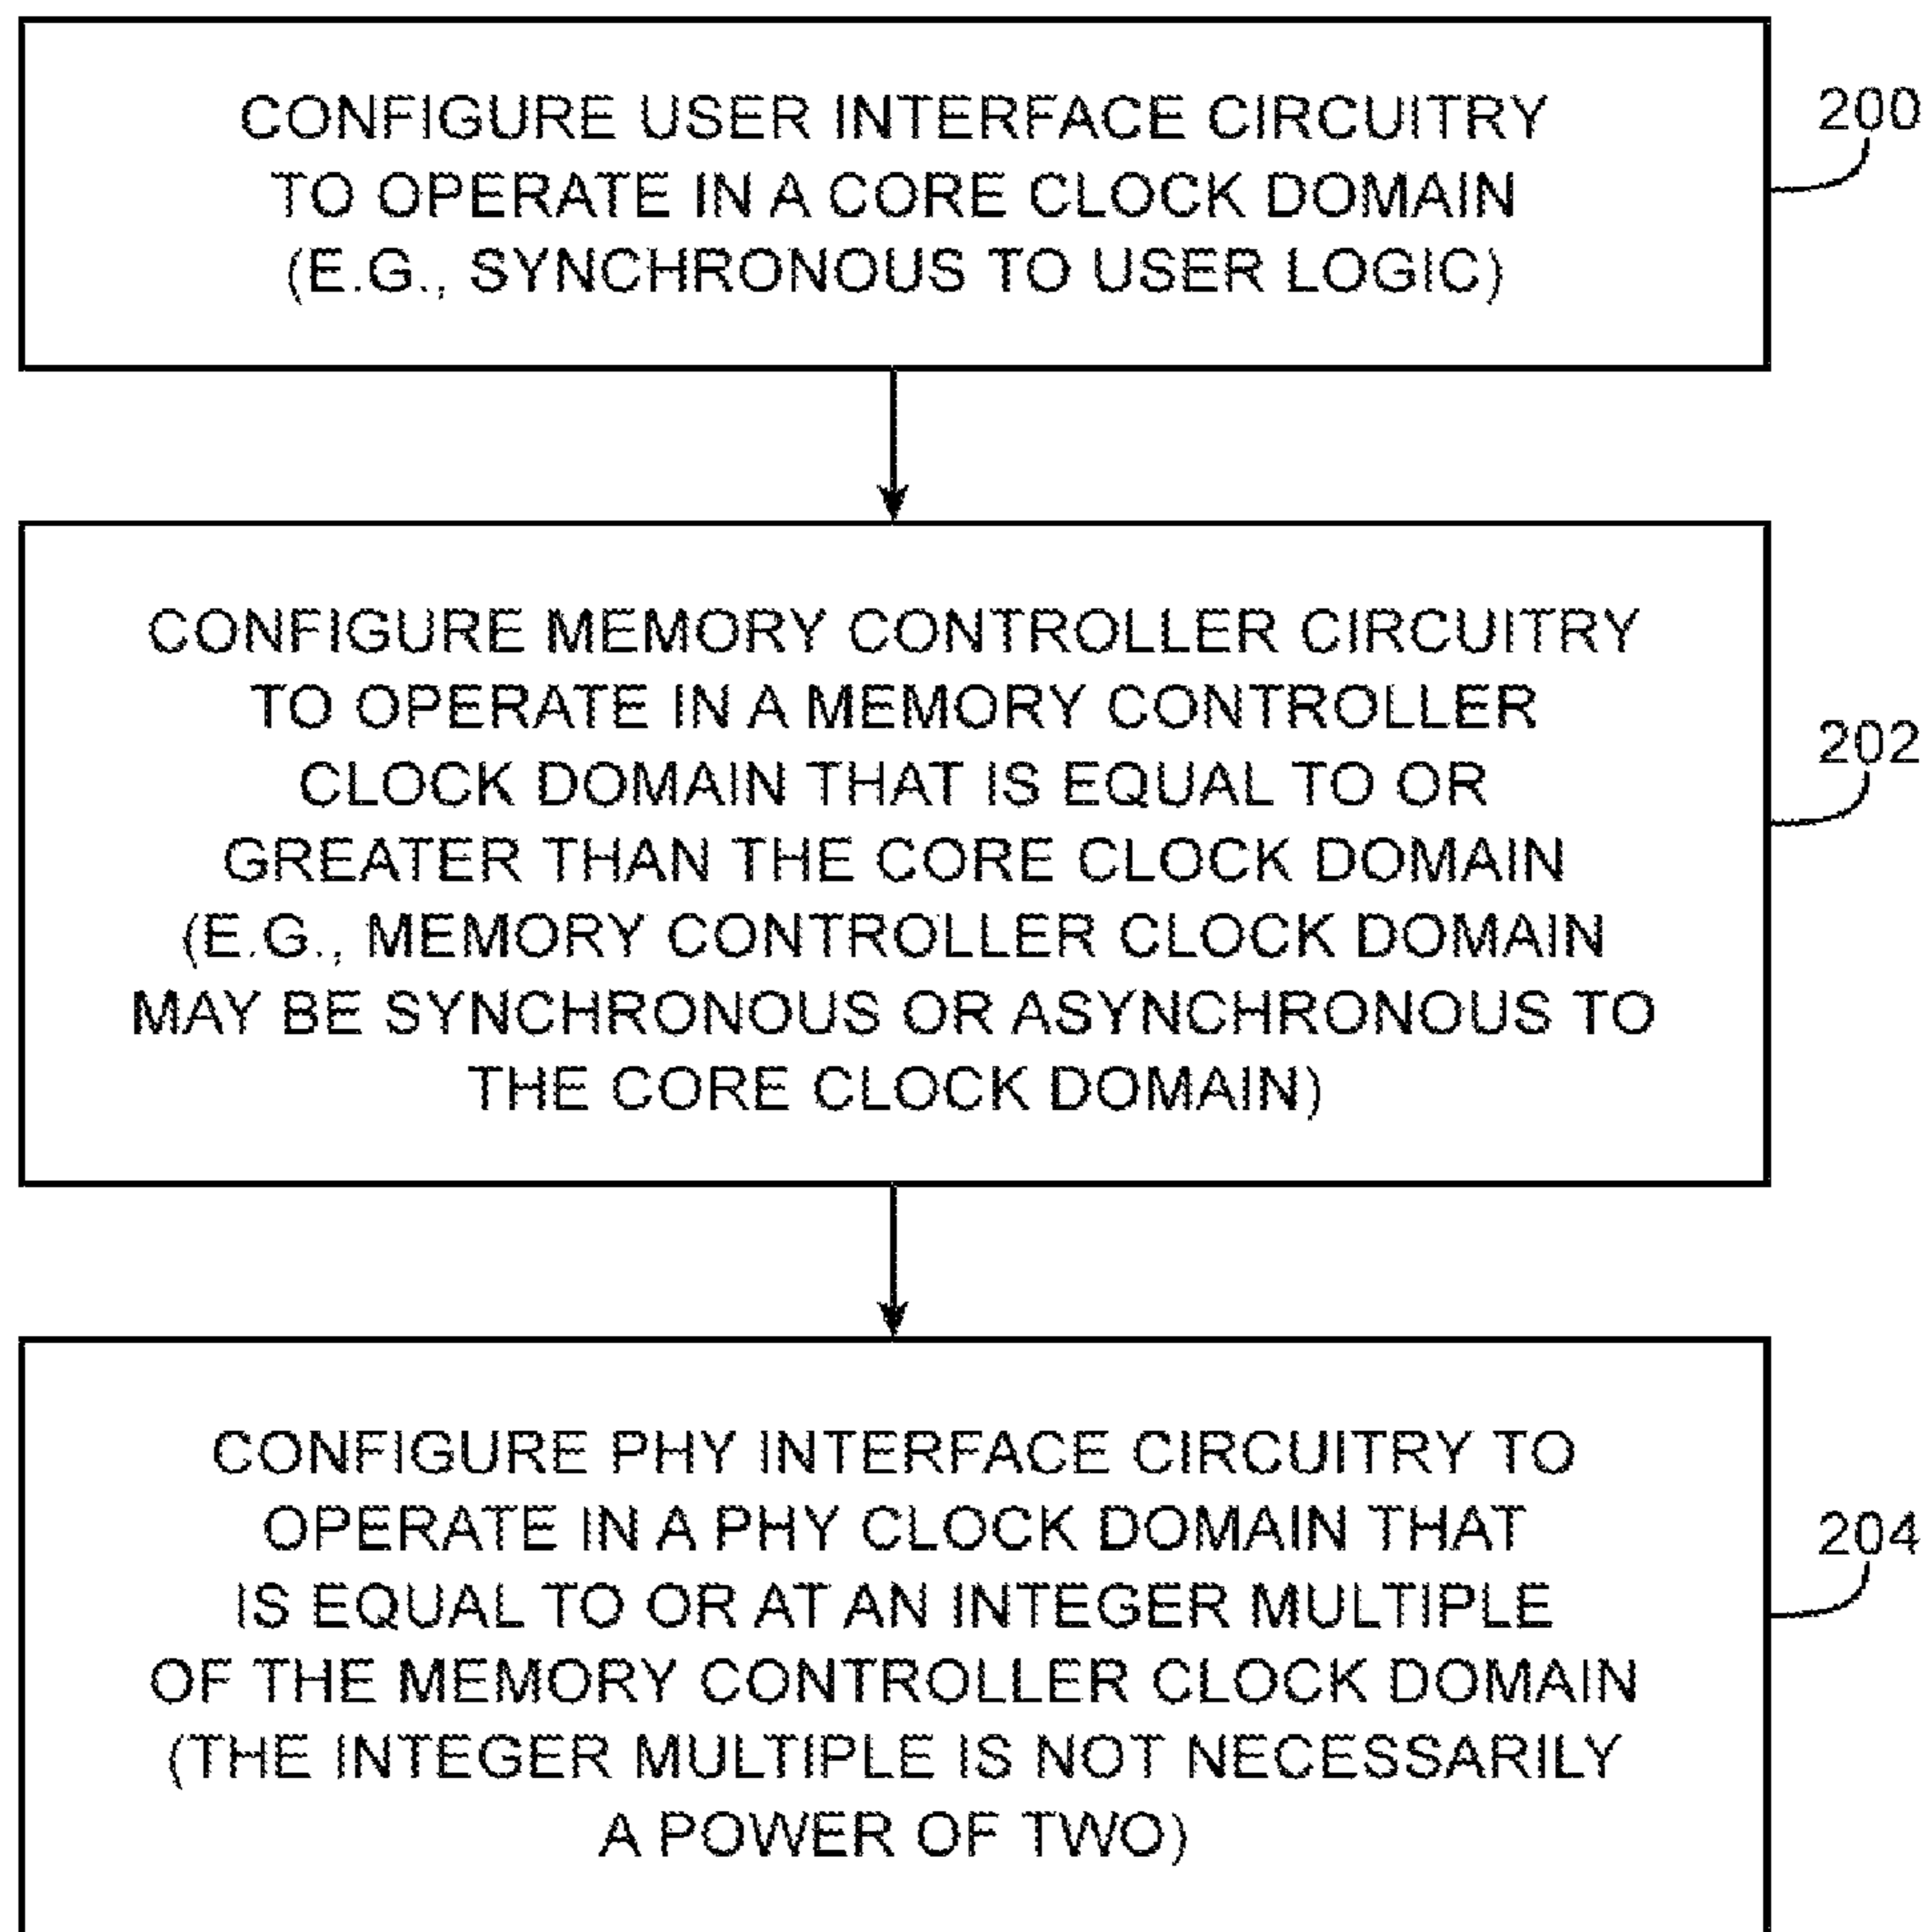 CONFIGURE USER INTERFACE CIRCUITRY
TO OPERATE IN A CORE CLOCK DOMAIN
(E.G., SYNCHRONOUS TO USER LOGIC)
200
CONFIGURE MEMORY CONTROLLER CIRCUITRY
TO OPERATE IN A MEMORY CONTROLLER
CLOCK DOMAIN THAT IS EQUAL TO OR
GREATER THAN THE CORE CLOCK DOMAIN
(E.G., MEMORY CONTROLLER CLOCK DOMAIN
MAY BE SYNCHRONOUS OR ASYNCHRONOUS TO
THE CORE CLOCK DOMAIN)
202
CONFIGURE PHY INTERFACE CIRCUITRY TO
OPERATE IN A PHY CLOCK DOMAIN THAT
IS EQUAL TO OR AT AN INTEGER MULTIPLE
OF THE MEMORY CONTROLLER CLOCK DOMAIN
(THE INTEGER MULTIPLE IS NOT NECESSARILY
A POWER OF TWO)
204